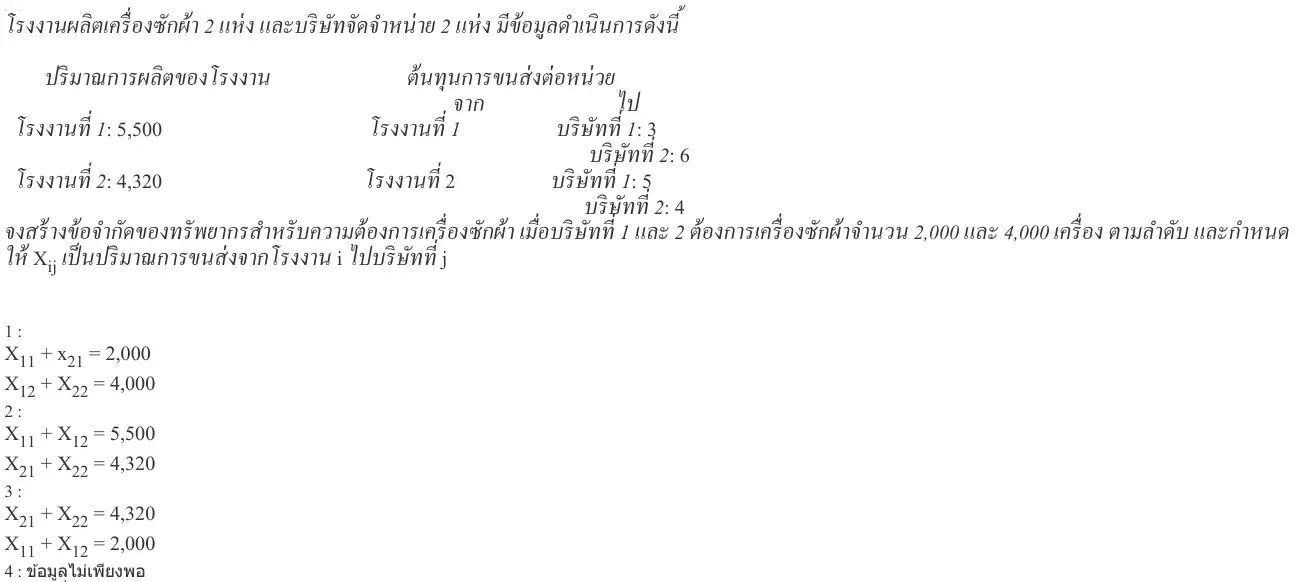 โรงงานผลิตเครื่องซักผ้า 2 แห่ง และบริษัทจัดจำหน่าย 2 แห่ง มีข้อมูลดำเนินการดังนี้
ปริมาณการผลิตของโรงงาน ต้นทุนการขนส่งต่อหน่วย
จาก ไป
โรงงานที่ 1: 5,500 โรงงานที่ 1 บริษัทที่ 1: 3
บริษัทที่ 2: 6
โรงงานที่ 2: 4,320 โรงงานที่ 2 บริษัทที่ 1: 5
บริษัทที่ 2: 4
จงสร้างข้อจำกัดของทรัพยากรสำหรับความต้องการเครื่องซักผ้า เมื่อบริษัทที่ 1 และ 2 ต้องการเครื่องซักผ้าจำนวน 2,000 และ 4,000 เครื่อง ตามลำดับ และกำหนด
ให้ Xij เป็นปริมาณการขนส่งจากโรงงาน i ไปบริษัทที่ j
1 :
X11 + x21 = 2,000
X12 + X22 = 4,000
2 :
X11 + X12 = 5,500
X21 + X22 = 4,320
3 :
X21 + X22 = 4,320
X11 + X12 = 2,000
4 : ข้อมูลไม่เพียงพอ